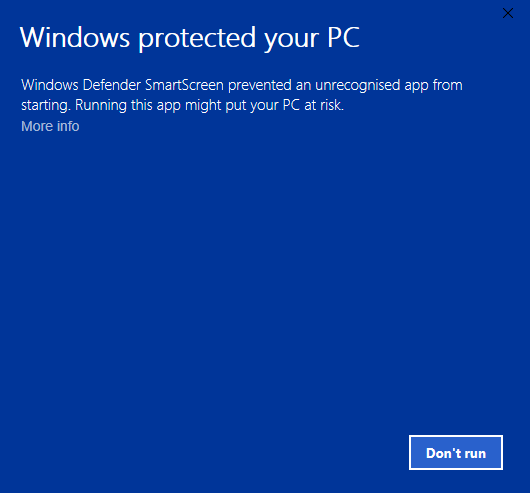 Windows protected your PC
Windows Defender SmartScreen prevented an unrecognised app from
starting. Running this app might put your PC at risk.
More info
Don't run